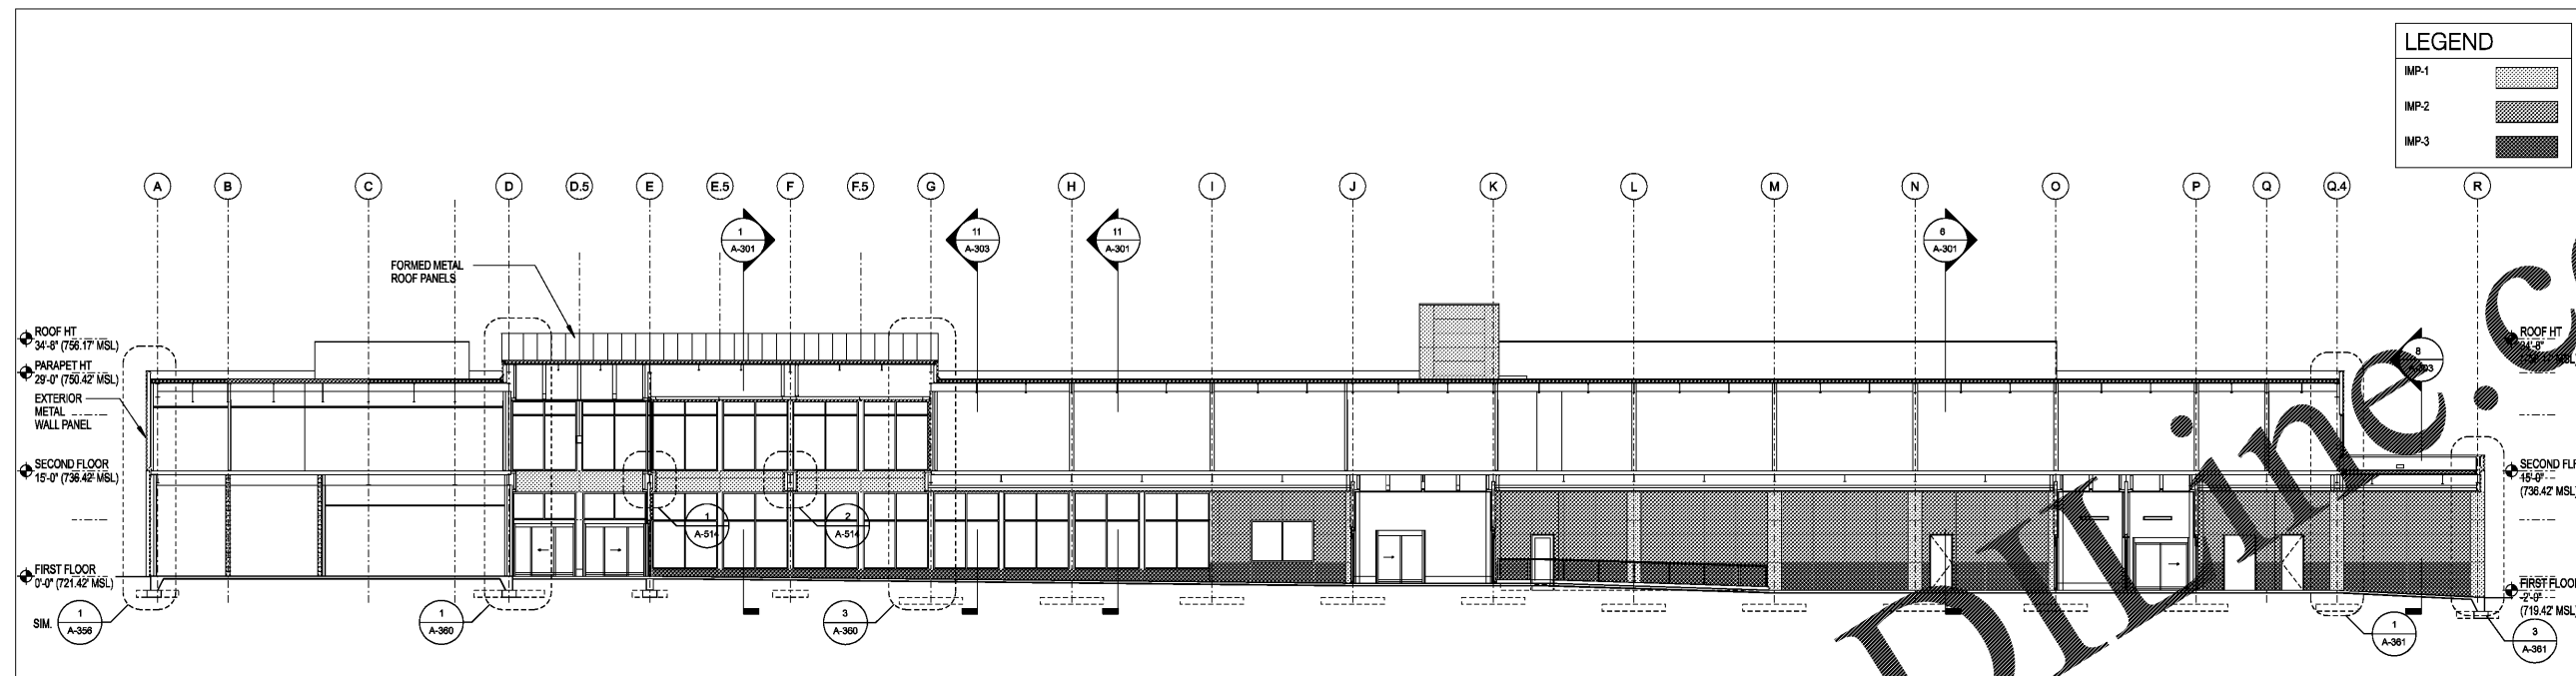 LEGEND
IMP-1
IMP-2
IMP-3
A
B
C
D
D.5
E
E.5
F
F.5
G
H
I
J
K
L
M
N
O
P
Q
Q.4
R
1
A-301
11
A-303
11
A-301
6
A-301
FORMED METAL
ROOF PANELS
ROOF HT
34'-8" (756.17' MSL)
PARAPET HT
29'-0" (750.42' MSL)
EXTERIOR
METAL
WALL PANEL
SECOND FLOOR
15'-0" (736.42' MSL)
FIRST FLOOR
0'-0" (721.42' MSL)
ROOF HT
8
SECOND FLR
15'-0"
(736.42' MSL)
FIRST FLOOR
-2'-0"
(719.42' MSL)
1
A-514
2
A-514
SIM.
1
A-356
1
A-360
3
A-360
1
A-361
3
A-361